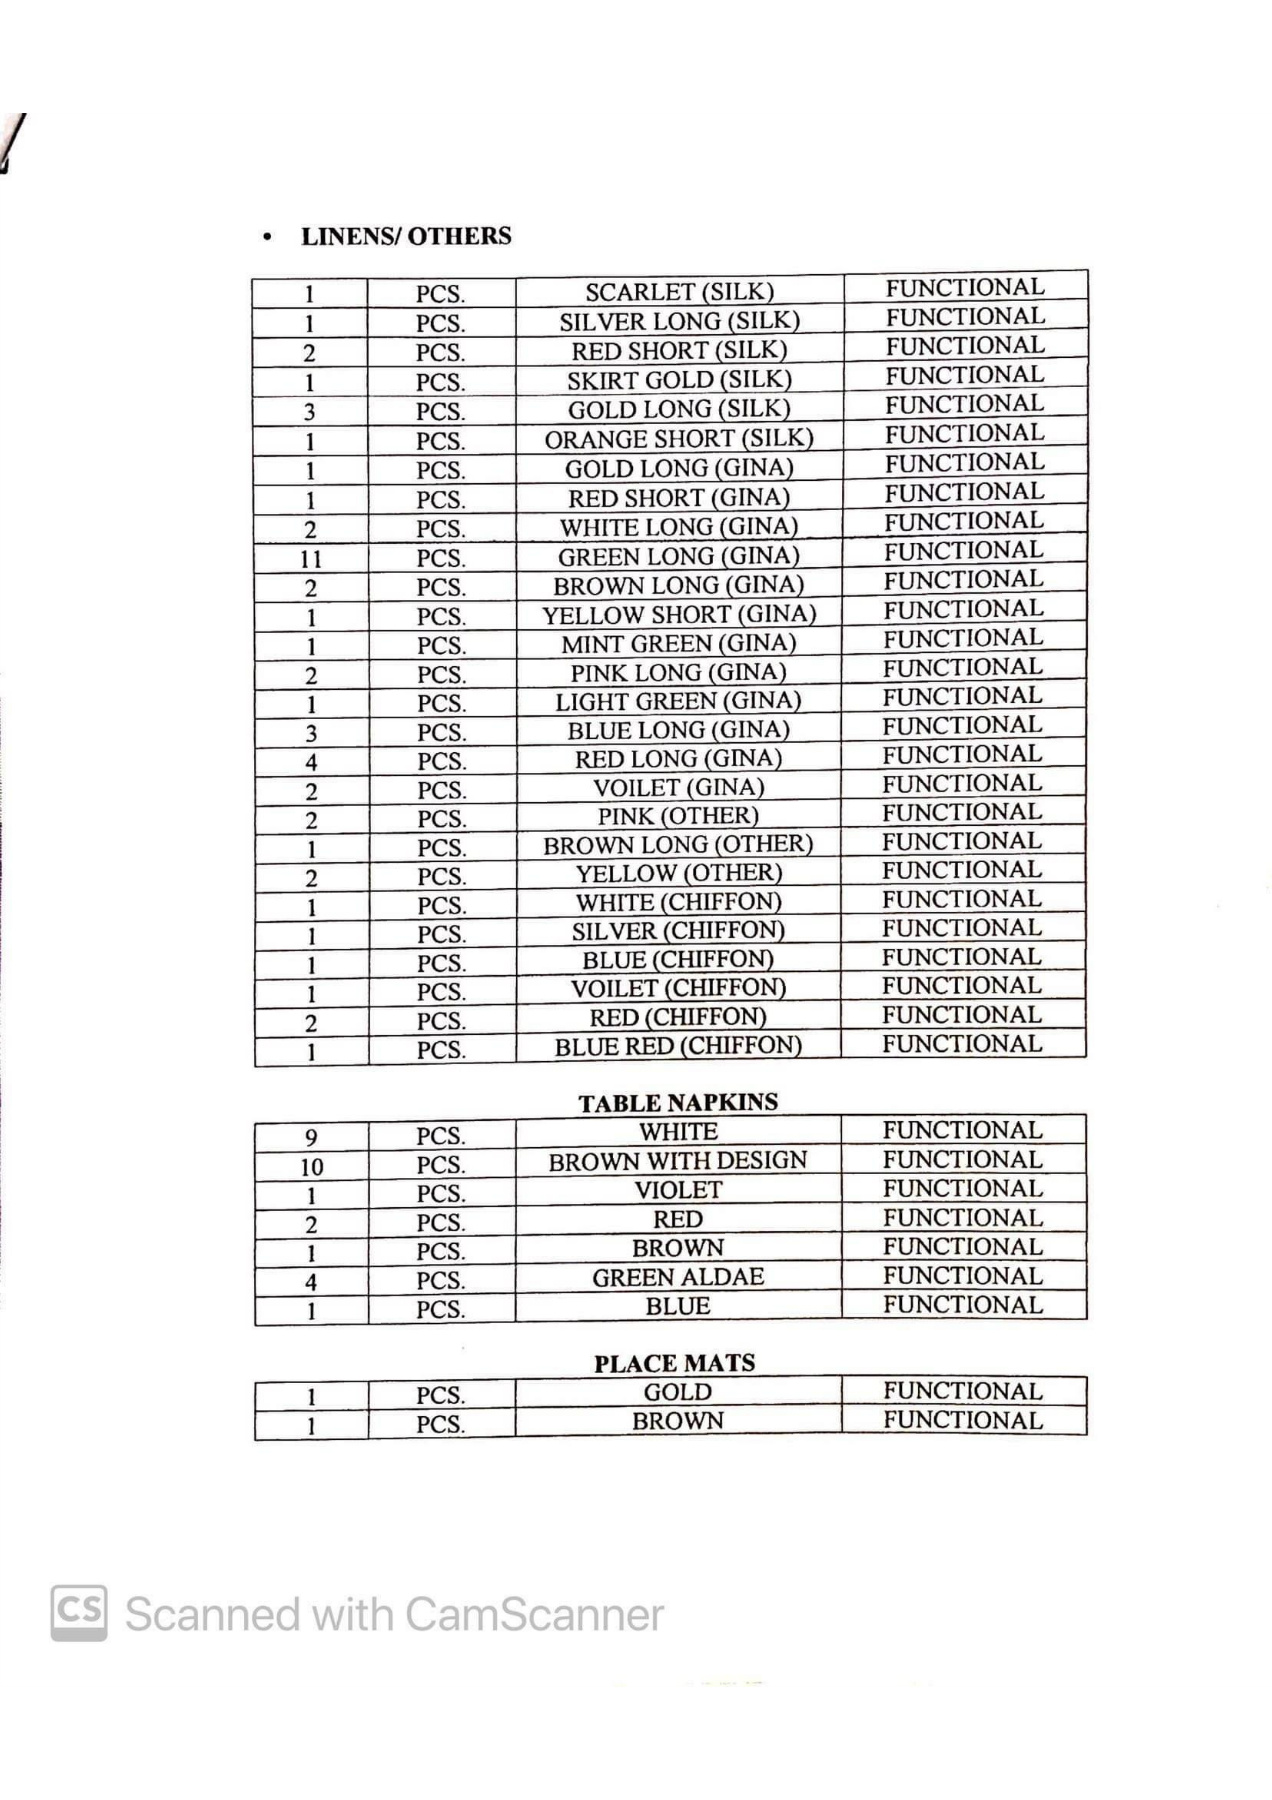 • LINENS/ OTHERS
1 PCS. SCARLET (SILK) FUNCTIONAL
1 PCS. SILVER LONG (SILK) FUNCTIONAL
2 PCS. RED SHORT (SILK) FUNCTIONAL
1 PCS. SKIRT GOLD (SILK) FUNCTIONAL
3 PCS. GOLD LONG (SILK) FUNCTIONAL
1 PCS. ORANGE SHORT (SILK) FUNCTIONAL
1 PCS. GOLD LONG (GINA) FUNCTIONAL
1 PCS. RED SHORT (GINA) FUNCTIONAL
2 PCS. WHITE LONG (GINA) FUNCTIONAL
11 PCS. GREEN LONG (GINA) FUNCTIONAL
2 PCS. BROWN LONG (GINA) FUNCTIONAL
1 PCS. YELLOW SHORT (GINA) FUNCTIONAL
1 PCS. MINT GREEN (GINA) FUNCTIONAL
2 PCS. PINK LONG (GINA) FUNCTIONAL
1 PCS. LIGHT GREEN (GINA) FUNCTIONAL
3 PCS. BLUE LONG (GINA) FUNCTIONAL
4 PCS. RED LONG (GINA) FUNCTIONAL
2 PCS. VOILET (GINA) FUNCTIONAL
2 PCS. PINK (OTHER) FUNCTIONAL
1 PCS. BROWN LONG (OTHER) FUNCTIONAL
2 PCS. YELLOW (OTHER) FUNCTIONAL
1 PCS. WHITE (CHIFFON) FUNCTIONAL
1 PCS. SILVER (CHIFFON) FUNCTIONAL
1 PCS. BLUE (CHIFFON) FUNCTIONAL
1 PCS. VOILET (CHIFFON) FUNCTIONAL
2 PCS. RED (CHIFFON) FUNCTIONAL
1 PCS. BLUE RED (CHIFFON) FUNCTIONAL
TABLE NAPKINS
9 PCS. WHITE FUNCTIONAL
10 PCS. BROWN WITH DESIGN FUNCTIONAL
1 PCS. VIOLET FUNCTIONAL
2 PCS. RED FUNCTIONAL
1 PCS. BROWN FUNCTIONAL
4 PCS. GREEN ALDAE FUNCTIONAL
1 PCS. BLUE FUNCTIONAL
PLACE MATS
1 PCS. GOLD FUNCTIONAL
1 PCS. BROWN FUNCTIONAL
CS Scanned with CamScanner